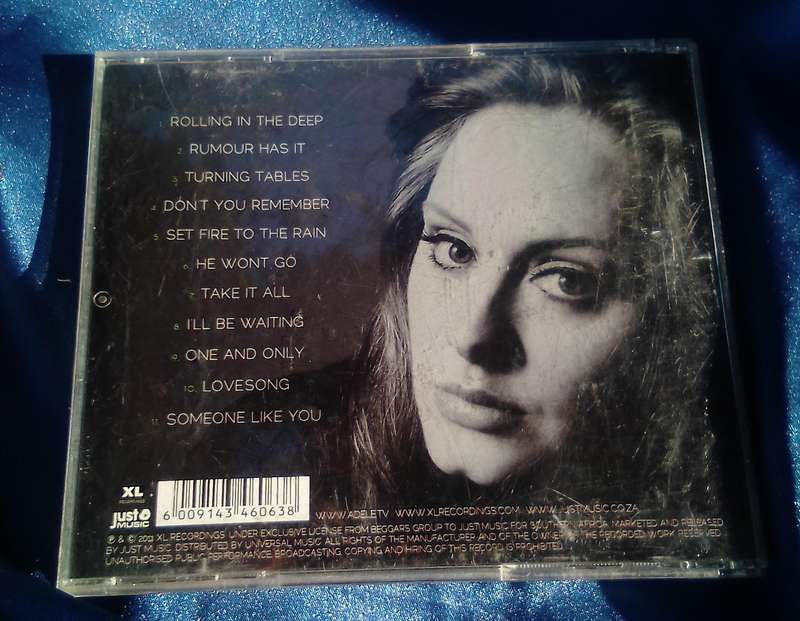 1. ROLLING IN THE DEEP
2. RUMOUR HAS IT
3. TURNING TABLES
4. DON'T YOU REMEMBER
5. SET FIRE TO THE RAIN
6. HE WONT GO
7. TAKE IT ALL
8. I'LL BE WAITING
9. ONE AND ONLY
10. LOVESONG
11. SOMEONE LIKE YOU
XL
RECORDINGS
just
MUSIC
6 009143 460638
WWW.ADELE.TV WWW.XLRECORDINGS.COM WWW.JUSTMUSIC.CO.ZA
℗ & © 2011 XL RECORDINGS UNDER EXCLUSIVE LICENSE FROM BEGGARS GROUP TO JUST MUSIC FOR SOUTHERN AFRICA. MARKETED AND RELEASED
BY JUST MUSIC. DISTRIBUTED BY UNIVERSAL MUSIC. ALL RIGHTS OF THE MANUFACTURER AND OF THE OWNER OF THE RECORDED WORK RESERVED
UNAUTHORISED PUBLIC PERFORMANCE BROADCASTING, COPYING AND HIRING OF THIS RECORD IS PROHIBITED